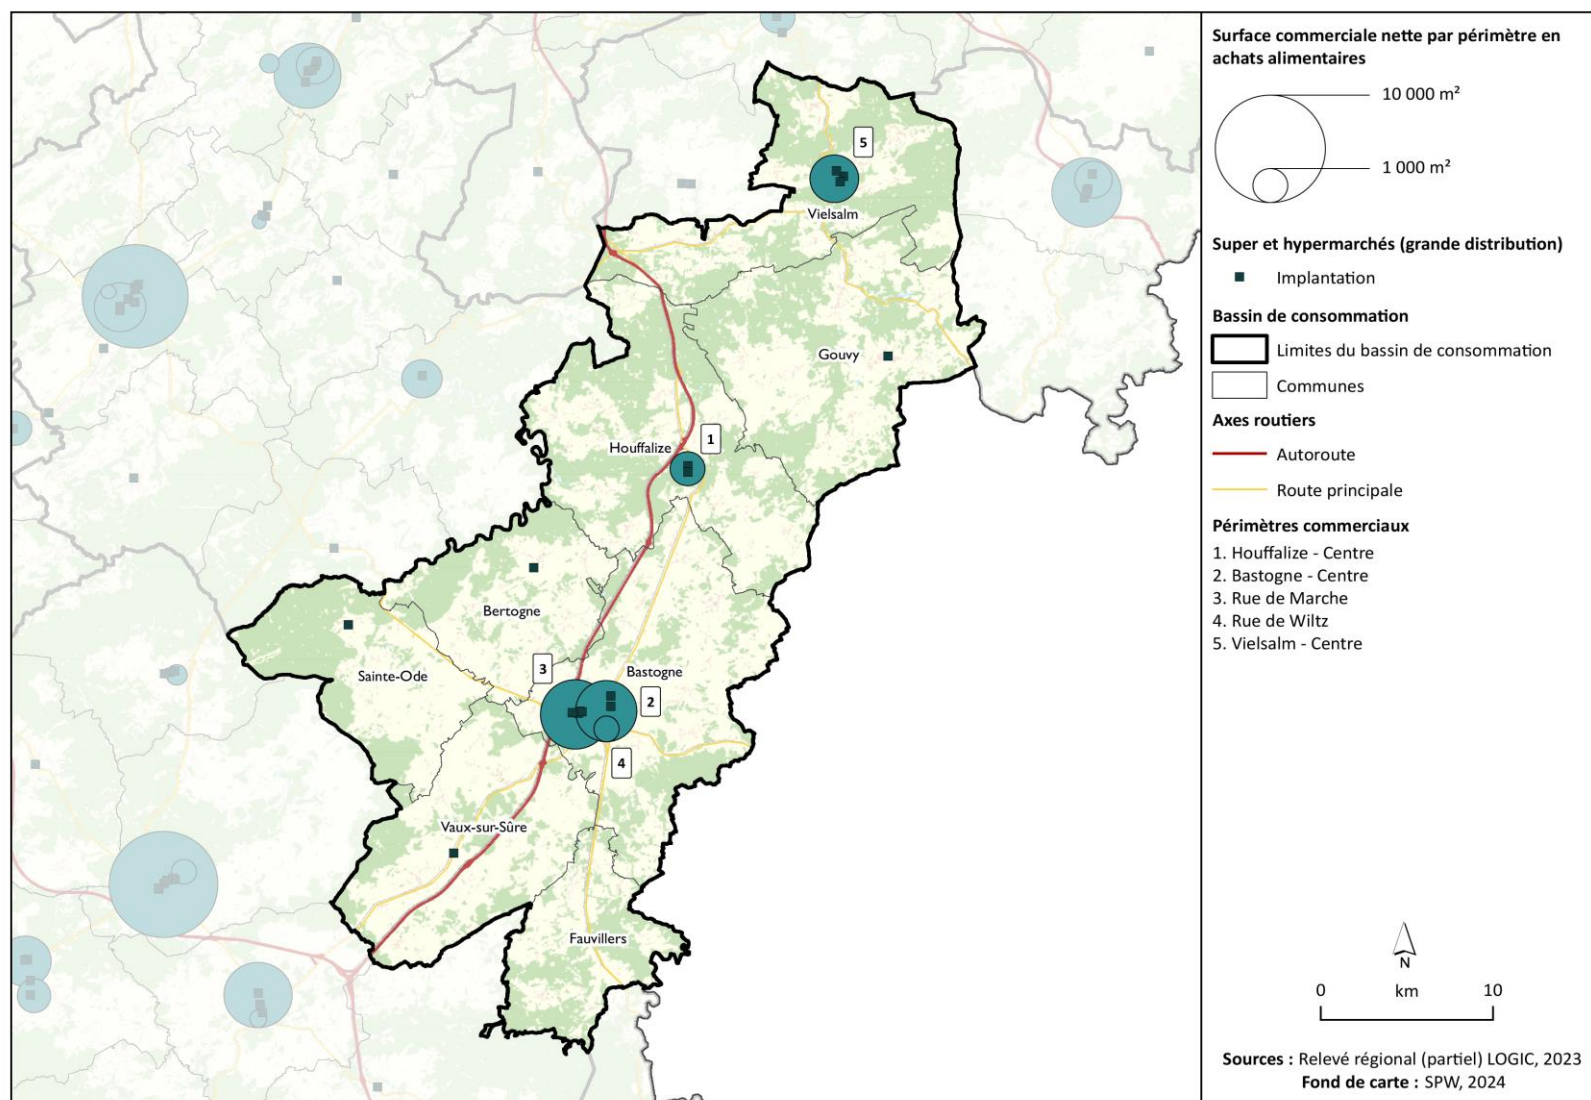 5
Vielsalm
Gouvy
Houffalize
1
Bertogne
3
Bastogne
Sainte-Ode
2
4
Vaux-sur-Sûre
Fauvillers
Surface commerciale nette par périmètre en
achats alimentaires
10 000 m²
1 000 m²
Super et hypermarchés (grande distribution)
Implantation
Bassin de consommation
Limites du bassin de consommation
Communes
Axes routiers
Autoroute
Route principale
Périmètres commerciaux
1. Houffalize - Centre
2. Bastogne - Centre
3. Rue de Marche
4. Rue de Wiltz
5. Vielsalm - Centre
N
0 km 10
Sources : Relevé régional (partiel) LOGIC, 2023
Fond de carte : SPW, 2024